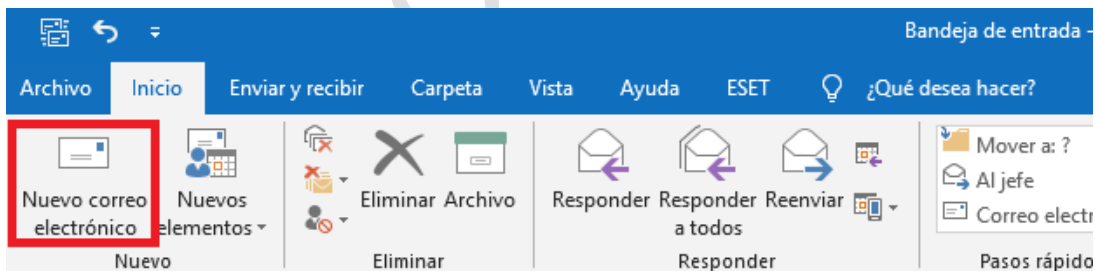 Bandeja de entrada -
Archivo Inicio Enviar y recibir Carpeta Vista Ayuda ESET ¿Qué desea hacer?
Nuevo correo electrónico
Nuevos elementos
Eliminar Archivo
Responder Responder a todos Reenviar
Mover a: ?
Al jefe
Correo electr
Nuevo Eliminar Responder Pasos rápido